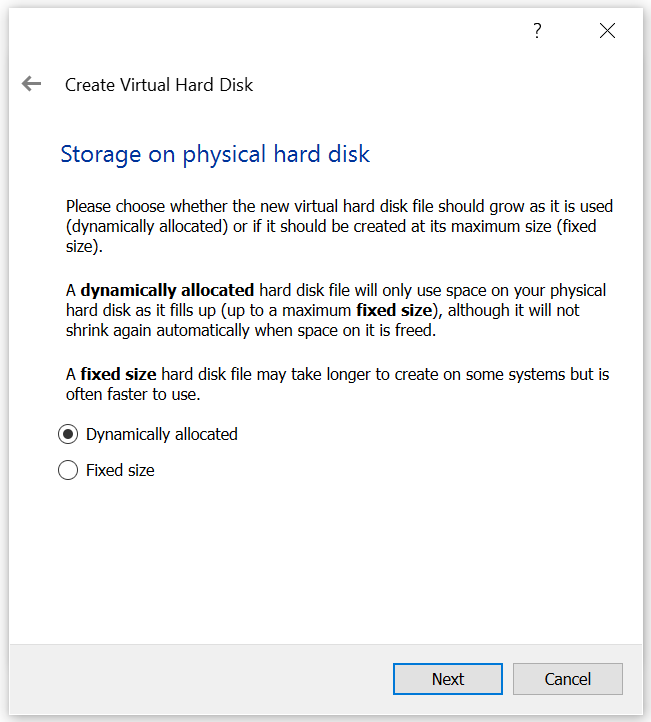 ?
Create Virtual Hard Disk
Storage on physical hard disk
Please choose whether the new virtual hard disk file should grow as it is used
(dynamically allocated) or if it should be created at its maximum size (fixed
size).
A dynamically allocated hard disk file will only use space on your physical
hard disk as it fills up (up to a maximum fixed size), although it will not
shrink again automatically when space on it is freed.
A fixed size hard disk file may take longer to create on some systems but is
often faster to use.
Dynamically allocated
Fixed size
Next Cancel